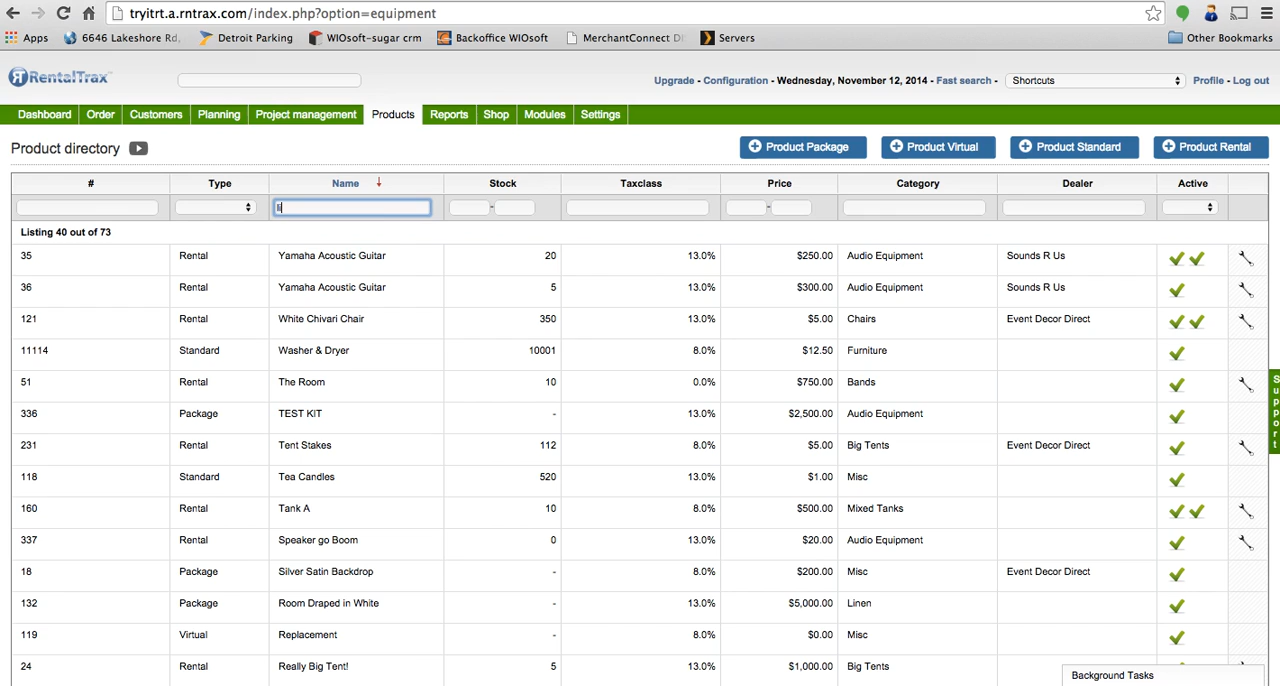 tryitrt.a.rntrax.com/index.php?option=equipment
Apps 6646 Lakeshore Rd, Detroit Parking WIOsoft-sugar crm Backoffice WIOsoft MerchantConnect Servers Other Bookmarks
RentalTrax
Upgrade - Configuration - Wednesday, November 12, 2014 - Fast search - Shortcuts Profile - Log out
Dashboard Order Customers Planning Project management Products Reports Shop Modules Settings
Product directory Product Package Product Virtual Product Standard Product Rental
# Type Name Stock Taxclass Price Category Dealer Active
- -
Listing 40 out of 73
35 Rental Yamaha Acoustic Guitar 20 13.0% $250.00 Audio Equipment Sounds R Us
36 Rental Yamaha Acoustic Guitar 5 13.0% $300.00 Audio Equipment Sounds R Us
121 Rental White Chivari Chair 350 13.0% $5.00 Chairs Event Decor Direct
11114 Standard Washer & Dryer 10001 8.0% $12.50 Furniture
51 Rental The Room 10 0.0% $750.00 Bands
336 Package TEST KIT - 13.0% $2,500.00 Audio Equipment
231 Rental Tent Stakes 112 8.0% $5.00 Big Tents Event Decor Direct
118 Standard Tea Candles 520 13.0% $1.00 Misc
160 Rental Tank A 10 8.0% $500.00 Mixed Tanks
337 Rental Speaker go Boom 0 13.0% $20.00 Audio Equipment
18 Package Silver Satin Backdrop - 8.0% $200.00 Misc Event Decor Direct
132 Package Room Draped in White - 13.0% $5,000.00 Linen
119 Virtual Replacement - 8.0% $0.00 Misc
24 Rental Really Big Tent! 5 13.0% $1,000.00 Big Tents
Support
Background Tasks